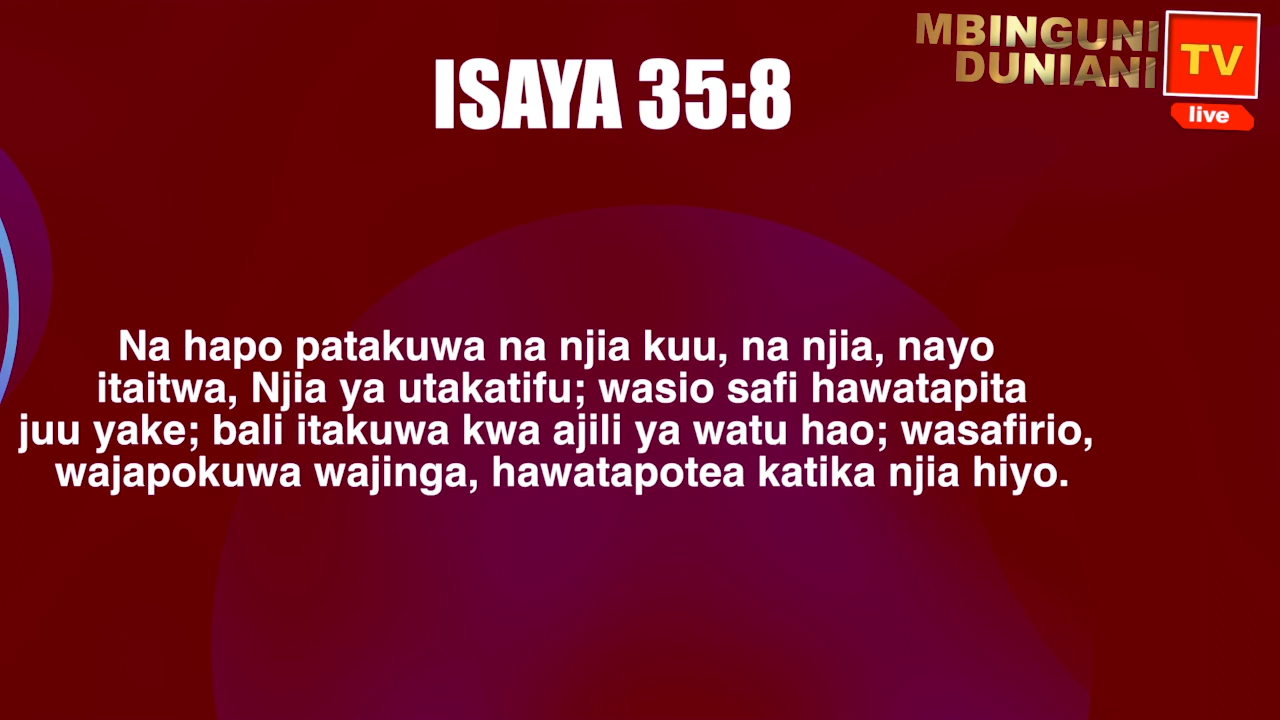 MBINGUNI
DUNIANI
TV
live
ISAYA 35:8
Na hapo patakuwa na njia kuu, na njia, nayo
itaitwa, Njia ya utakatifu; wasio safi hawatapita
juu yake; bali itakuwa kwa ajili ya watu hao; wasafirio,
wajapokuwa wajinga, hawatapotea katika njia hiyo.